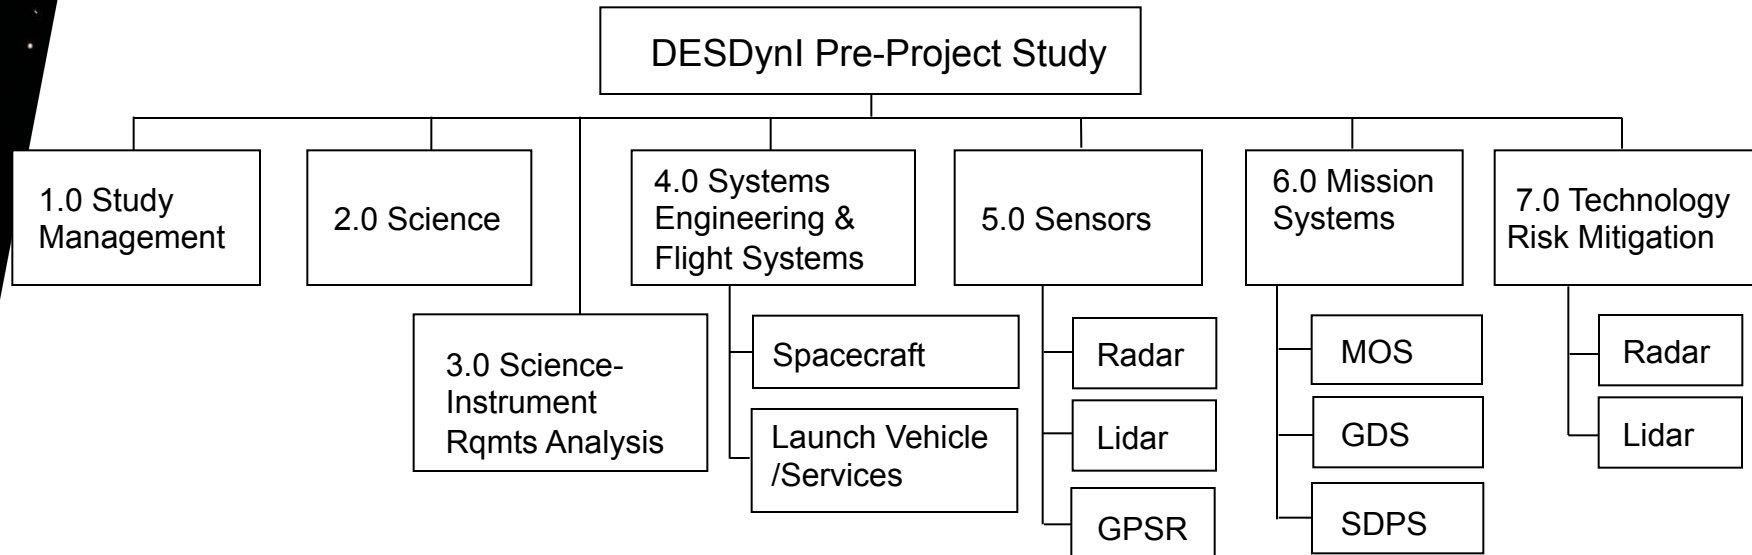 DESDynI Pre-Project Study
1.0 Study
Management
2.0 Science
3.0 Science-
Instrument
Rqmts Analysis
4.0 Systems
Engineering &
Flight Systems
Spacecraft
Launch Vehicle
/Services
5.0 Sensors
Radar
Lidar
GPSR
6.0 Mission
Systems
MOS
GDS
SDPS
7.0 Technology
Risk Mitigation
Radar
Lidar